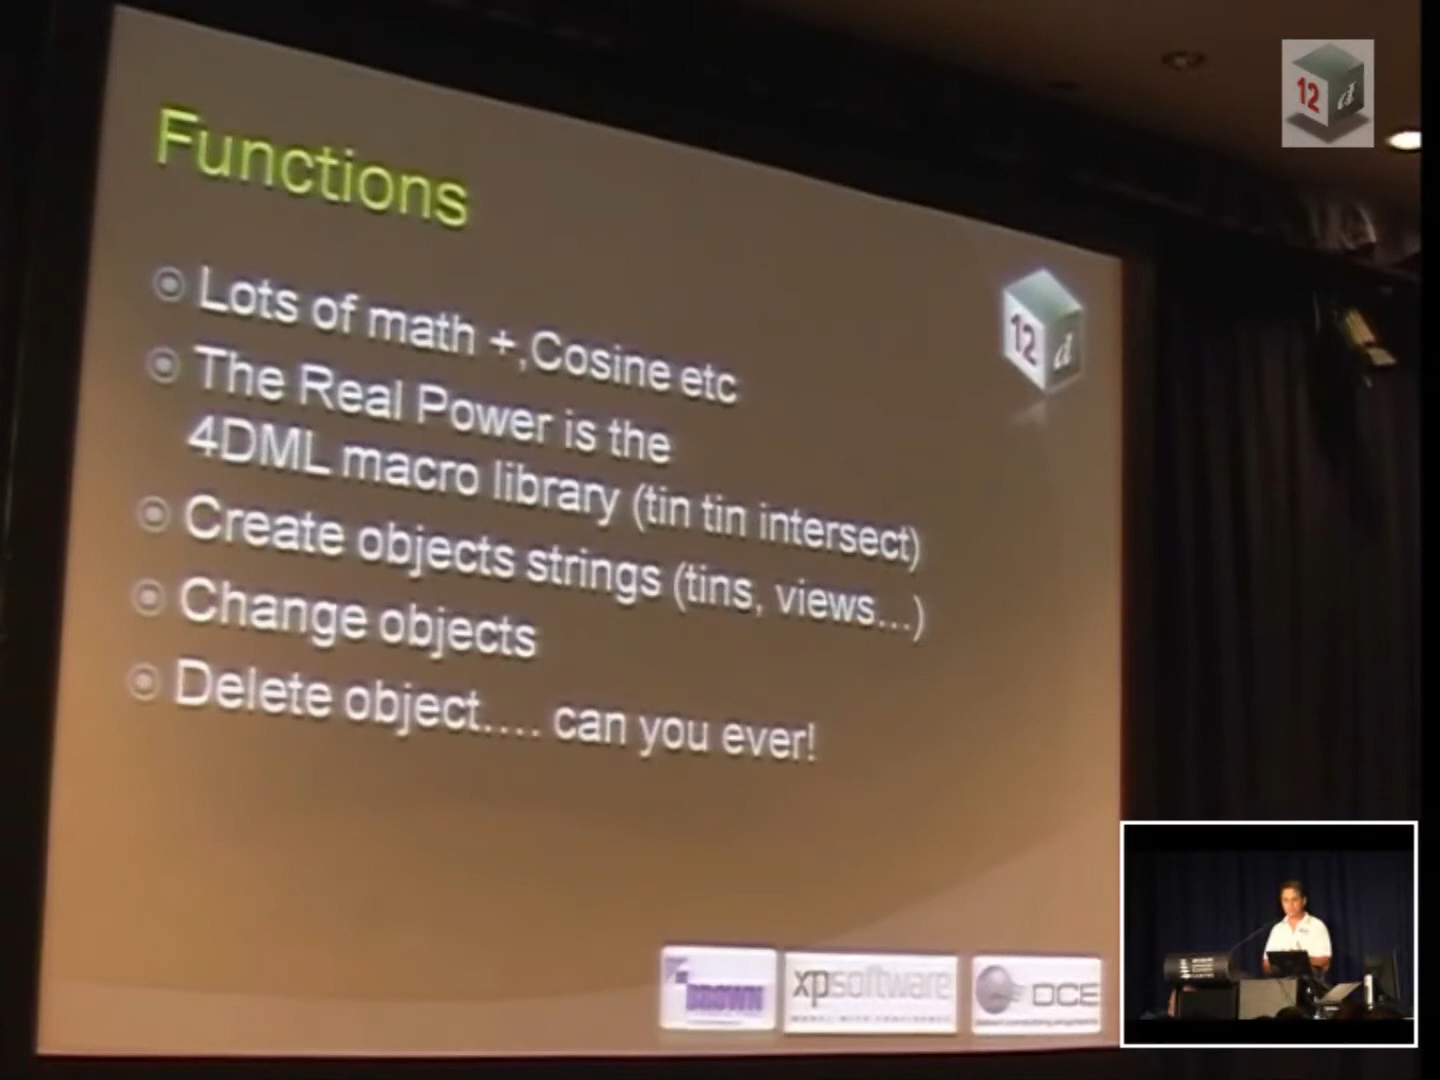 12 d
Functions
Lots of math +,Cosine etc
The Real Power is the
4DML macro library (tin tin intersect)
Create objects strings (tins, views...)
Change objects
Delete object.... can you ever!
12 d
BROWN
xpsoftware
DCE